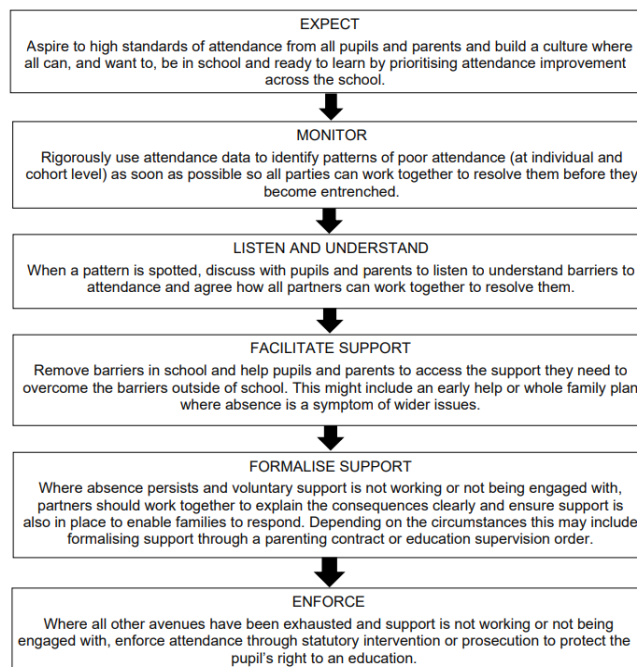 EXPECT
Aspire to high standards of attendance from all pupils and parents and build a culture where
all can, and want to, be in school and ready to learn by prioritising attendance improvement
across the school.
MONITOR
Rigorously use attendance data to identify patterns of poor attendance (at individual and
cohort level) as soon as possible so all parties can work together to resolve them before they
become entrenched.
LISTEN AND UNDERSTAND
When a pattern is spotted, discuss with pupils and parents to listen to understand barriers to
attendance and agree how all partners can work together to resolve them.
FACILITATE SUPPORT
Remove barriers in school and help pupils and parents to access the support they need to
overcome the barriers outside of school. This might include an early help or whole family plan
where absence is a symptom of wider issues.
FORMALISE SUPPORT
Where absence persists and voluntary support is not working or not being engaged with,
partners should work together to explain the consequences clearly and ensure support is
also in place to enable families to respond. Depending on the circumstances this may include
formalising support through a parenting contract or education supervision order.
ENFORCE
Where all other avenues have been exhausted and support is not working or not being
engaged with, enforce attendance through statutory intervention or prosecution to protect the
pupil's right to an education.